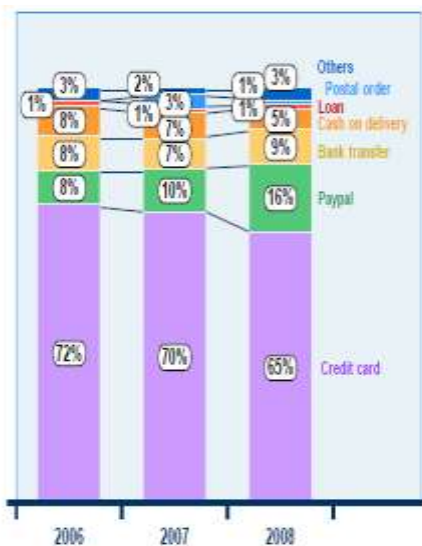 3% 2% 1% 3% Others
Postal order
1% 3% 1% Loan
8% 1% 7% 5% Cash on delivery
8% 7% 9% Bank transfer
8% 10% 16% Paypal
72% 70% 65% Credit card
2006 2007 2008